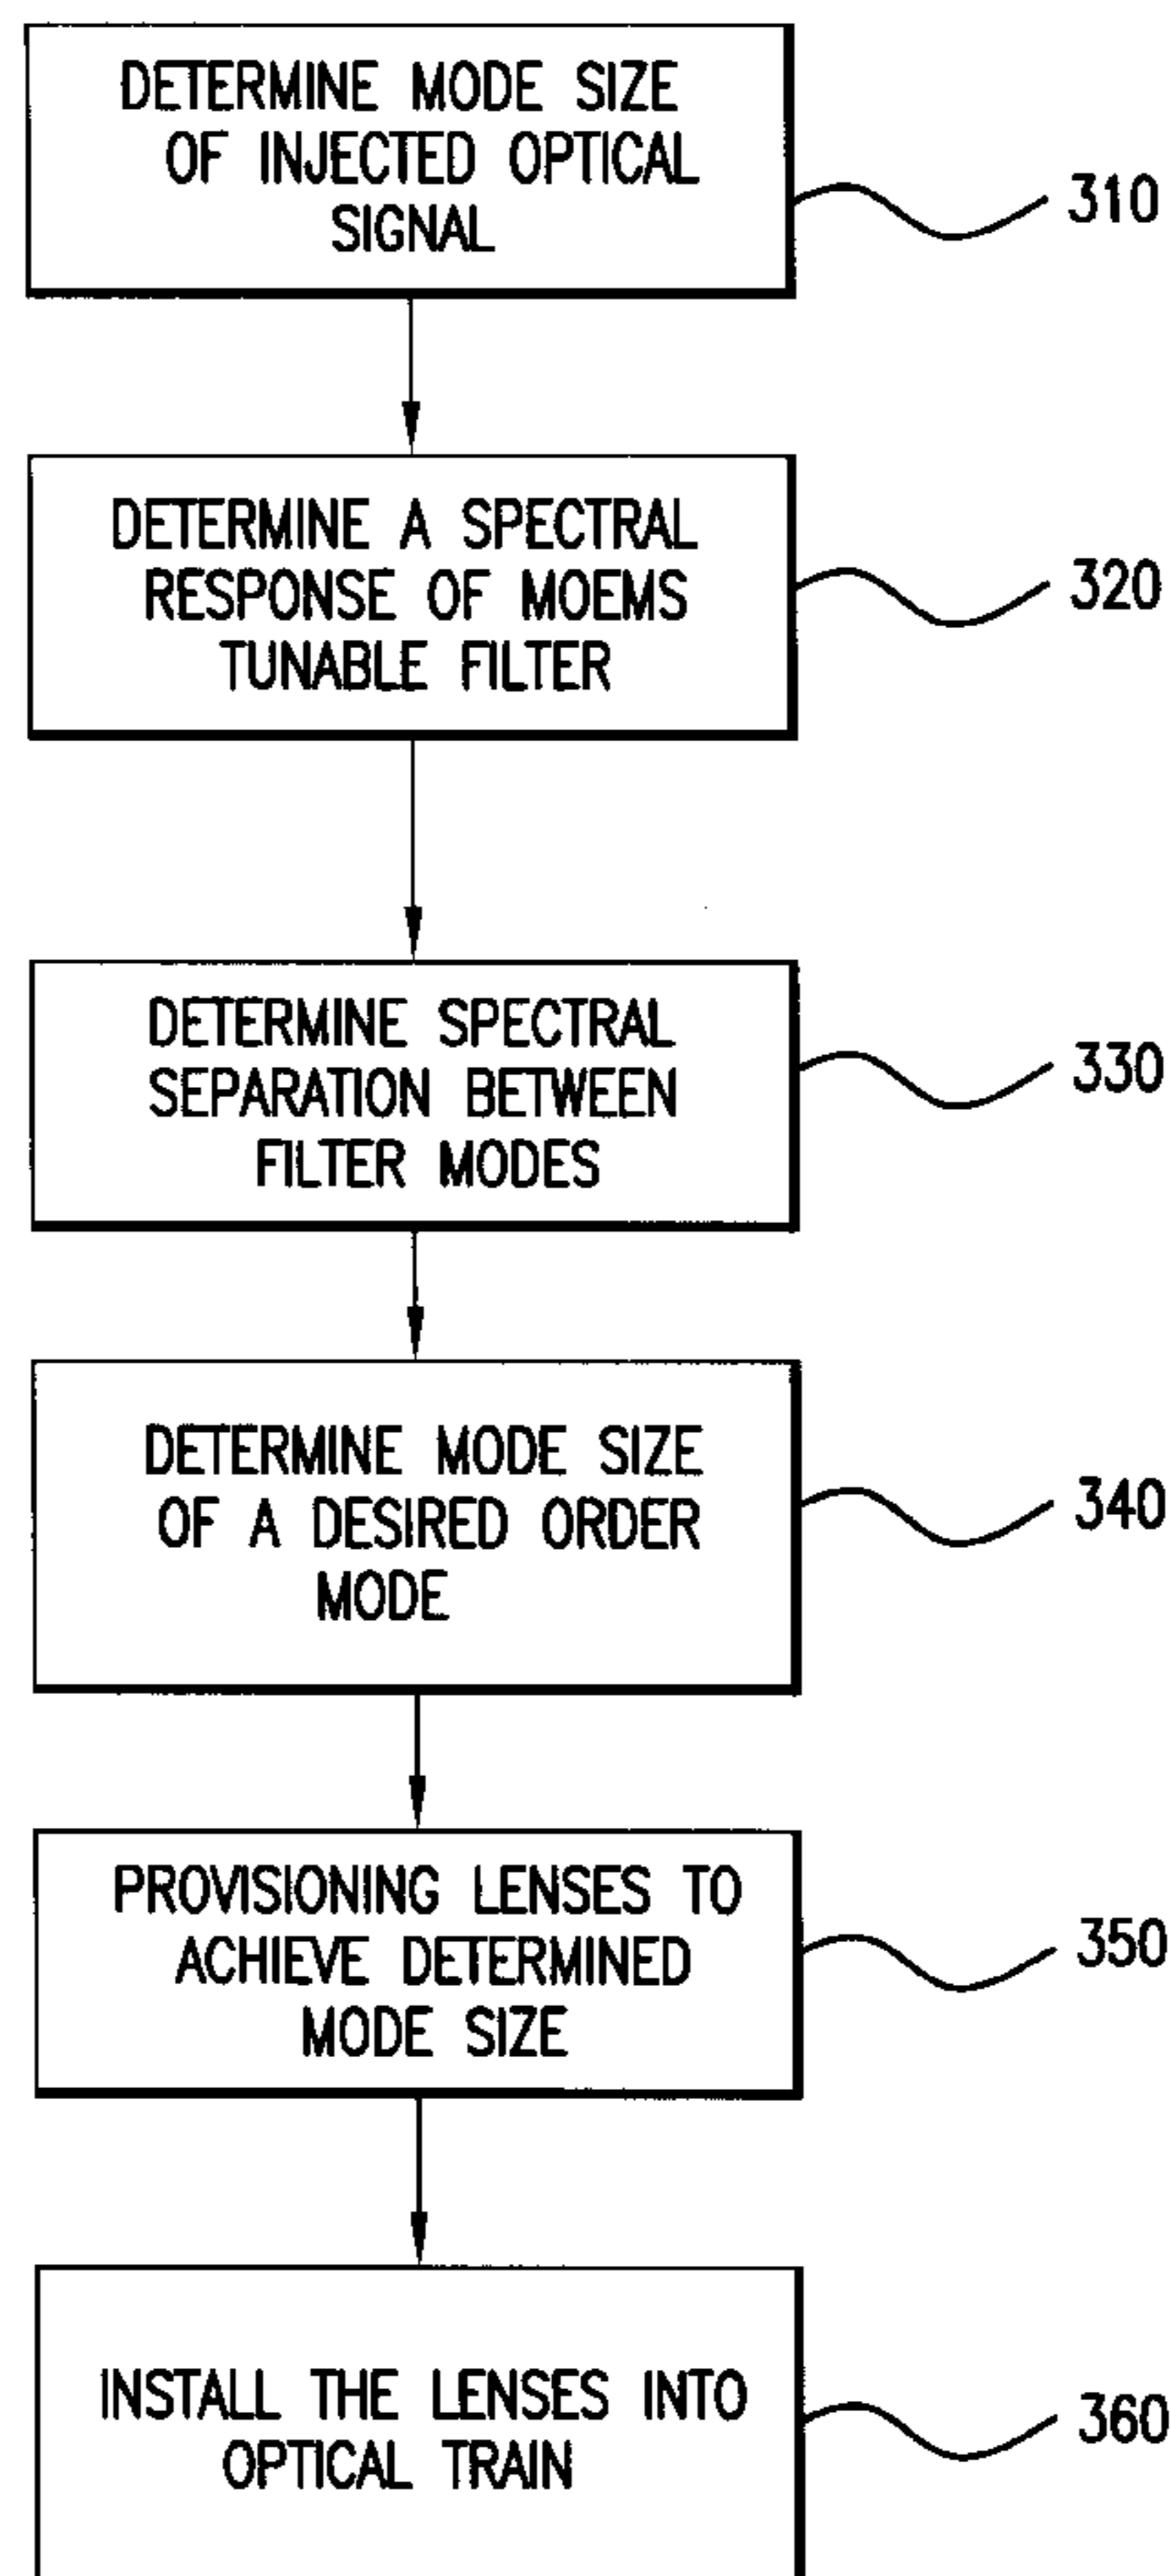 DETERMINE MODE SIZE
OF INJECTED OPTICAL
SIGNAL
310
DETERMINE A SPECTRAL
RESPONSE OF MOEMS
TUNABLE FILTER
320
DETERMINE SPECTRAL
SEPARATION BETWEEN
FILTER MODES
330
DETERMINE MODE SIZE
OF A DESIRED ORDER
MODE
340
PROVISIONING LENSES TO
ACHIEVE DETERMINED
MODE SIZE
350
INSTALL THE LENSES INTO
OPTICAL TRAIN
360